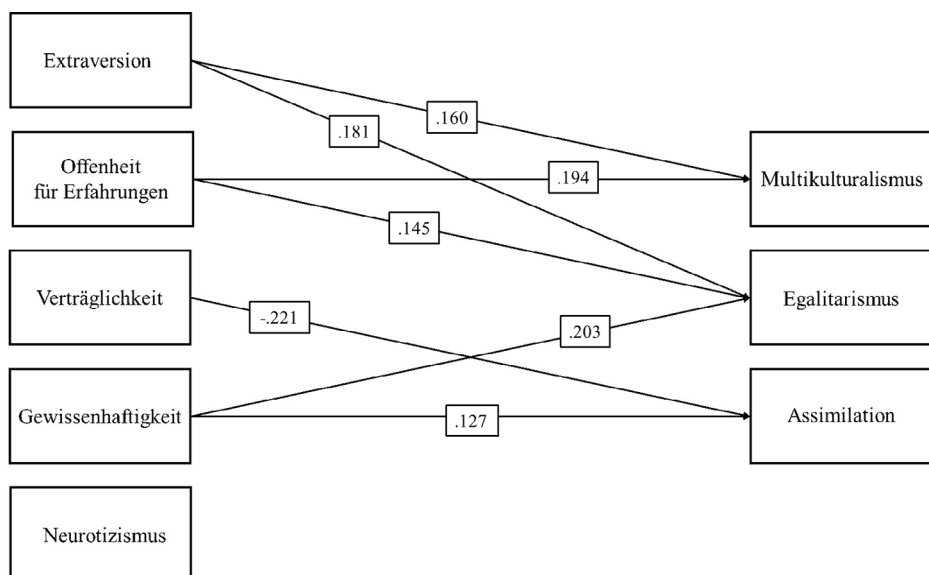 Extraversion
.160
.181
Offenheit
für Erfahrungen
.194
Multikulturalismus
.145
Verträglichkeit
-.221
Egalitarismus
.203
Gewissenhaftigkeit
.127
Assimilation
Neurotizismus